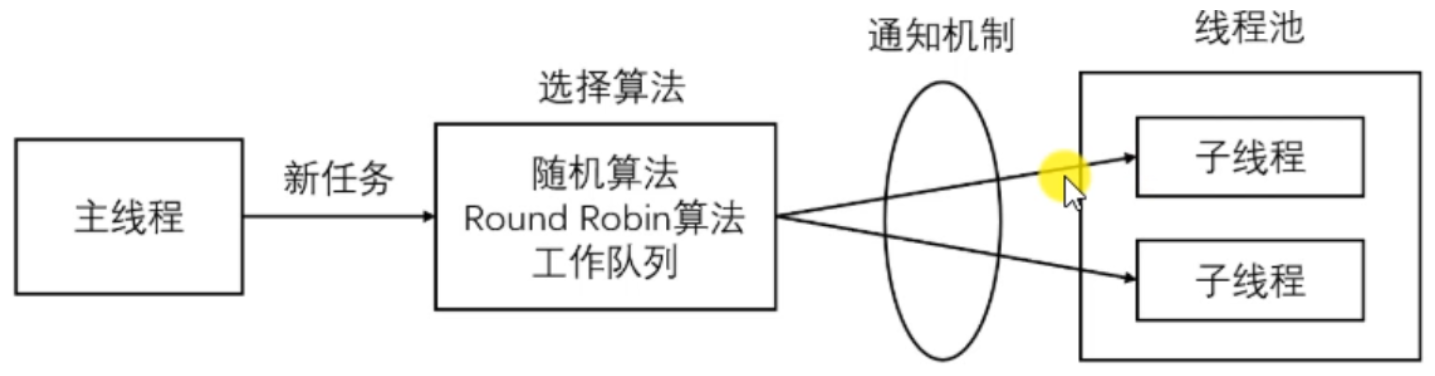 主线程
新任务
选择算法
随机算法
Round Robin算法
工作队列
通知机制
线程池
子线程
子线程